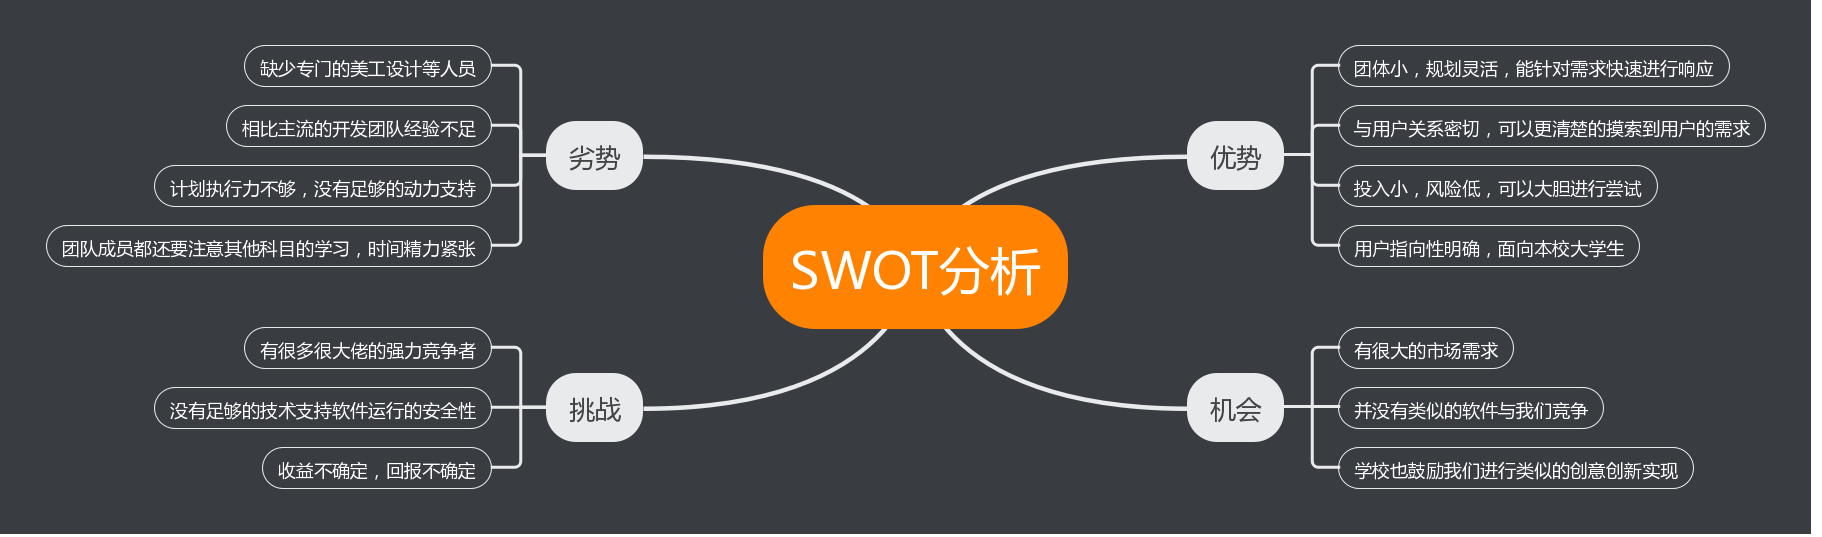 SWOT分析
优势
团体小，规划灵活，能针对需求快速进行响应
与用户关系密切，可以更清楚的摸索到用户的需求
投入小，风险低，可以大胆进行尝试
用户指向性明确，面向本校大学生
机会
有很大的市场需求
并没有类似的软件与我们竞争
学校也鼓励我们进行类似的创意创新实现
劣势
缺少专门的美工设计等人员
相比主流的开发团队经验不足
计划执行力不够，没有足够的动力支持
团队成员都还要注意其他科目的学习，时间精力紧张
挑战
有很多很大佬的强力竞争者
没有足够的技术支持软件运行的安全性
收益不确定，回报不确定